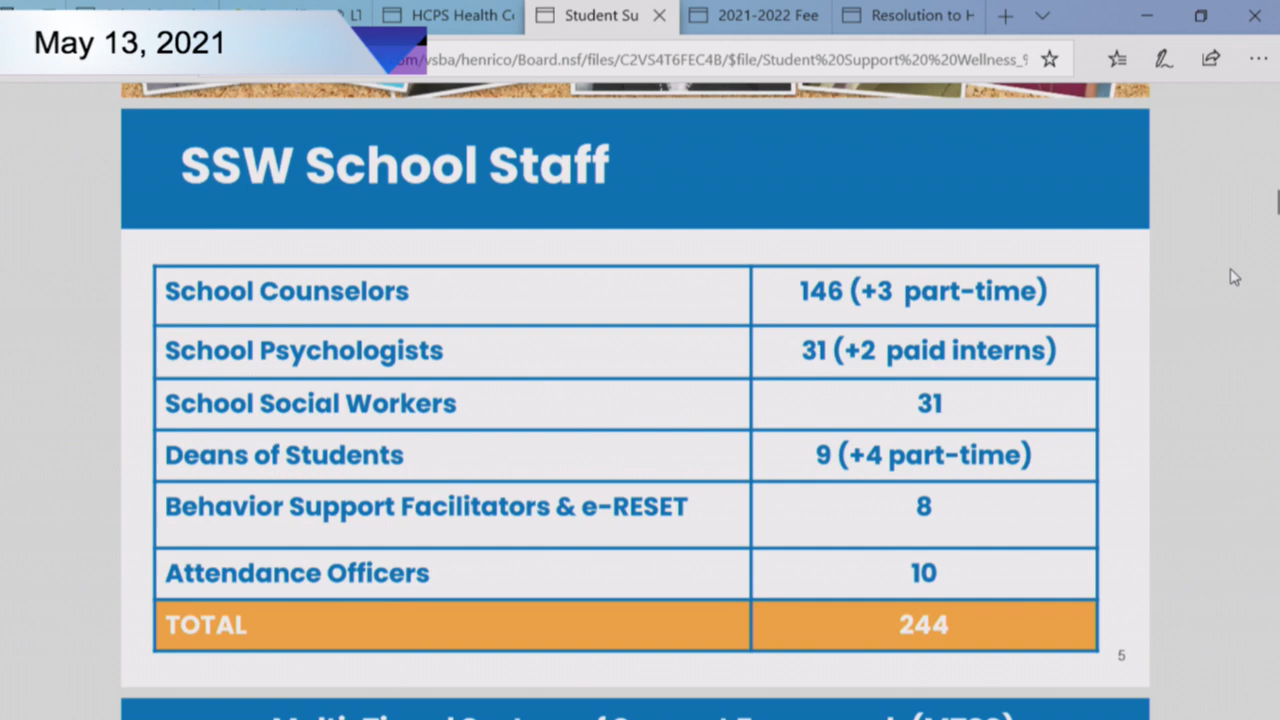 HCPS Health Cc
Student Su
2021-2022 Fee
Resolution to H
May 13, 2021
/vsba/henrico/Board.nsf/files/C2VS4T6FEC4B/$file/Student%20Support%20%20Wellness_%
SSW School Staff
School Counselors 146 (+3 part-time)
School Psychologists 31 (+2 paid interns)
School Social Workers 31
Deans of Students 9 (+4 part-time)
Behavior Support Facilitators & e-RESET 8
Attendance Officers 10
TOTAL 244
5